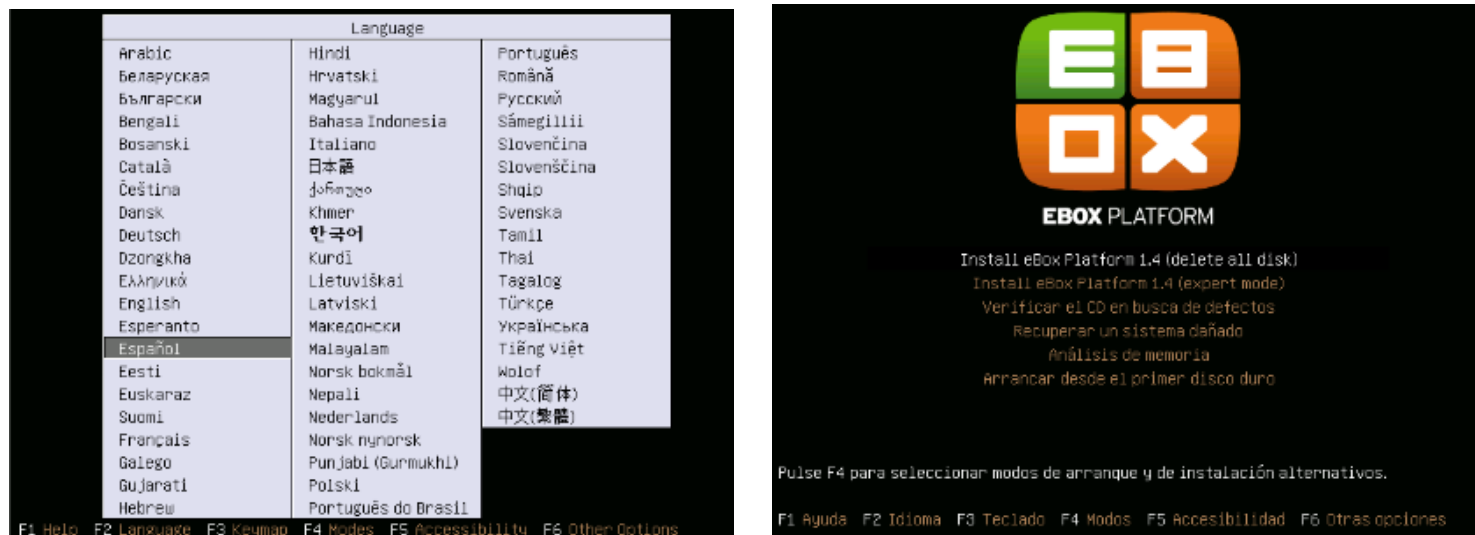 Language
Arabic
Беларуская
Български
Bengali
Bosanski
Català
Čeština
Dansk
Deutsch
Dzongkha
Ελληνικά
English
Esperanto
Español
Eesti
Euskaraz
Suomi
Français
Galego
Gujarati
Hebrew
Hindi
Hrvatski
Magyarul
Bahasa Indonesia
Italiano
日本語
ქართული
Khmer
한국어
Kurdî
Lietuviškai
Latviski
Македонски
Malayalam
Norsk bokmål
Nepali
Nederlands
Norsk nynorsk
Punjabi (Gurmukhi)
Polski
Português do Brasil
Português
Română
Русский
Sámegillii
Slovenčina
Slovenščina
Shqip
Svenska
Tamil
Thai
Tagalog
Türkçe
Українська
Tiếng Việt
Wolof
中文(简体)
中文(繁體)
F1 Help F2 Language F3 Keymap F4 Modes F5 Accessibility F6 Other Options
EB
OX
EBOX PLATFORM
Install eBox Platform 1.4 (delete all disk)
Install eBox Platform 1.4 (expert mode)
Verificar el CD en busca de defectos
Recuperar un sistema dañado
Análisis de memoria
Arrancar desde el primer disco duro
Pulse F4 para seleccionar modos de arranque y de instalación alternativos.
F1 Ayuda F2 Idioma F3 Teclado F4 Modos F5 Accesibilidad F6 Otras opciones